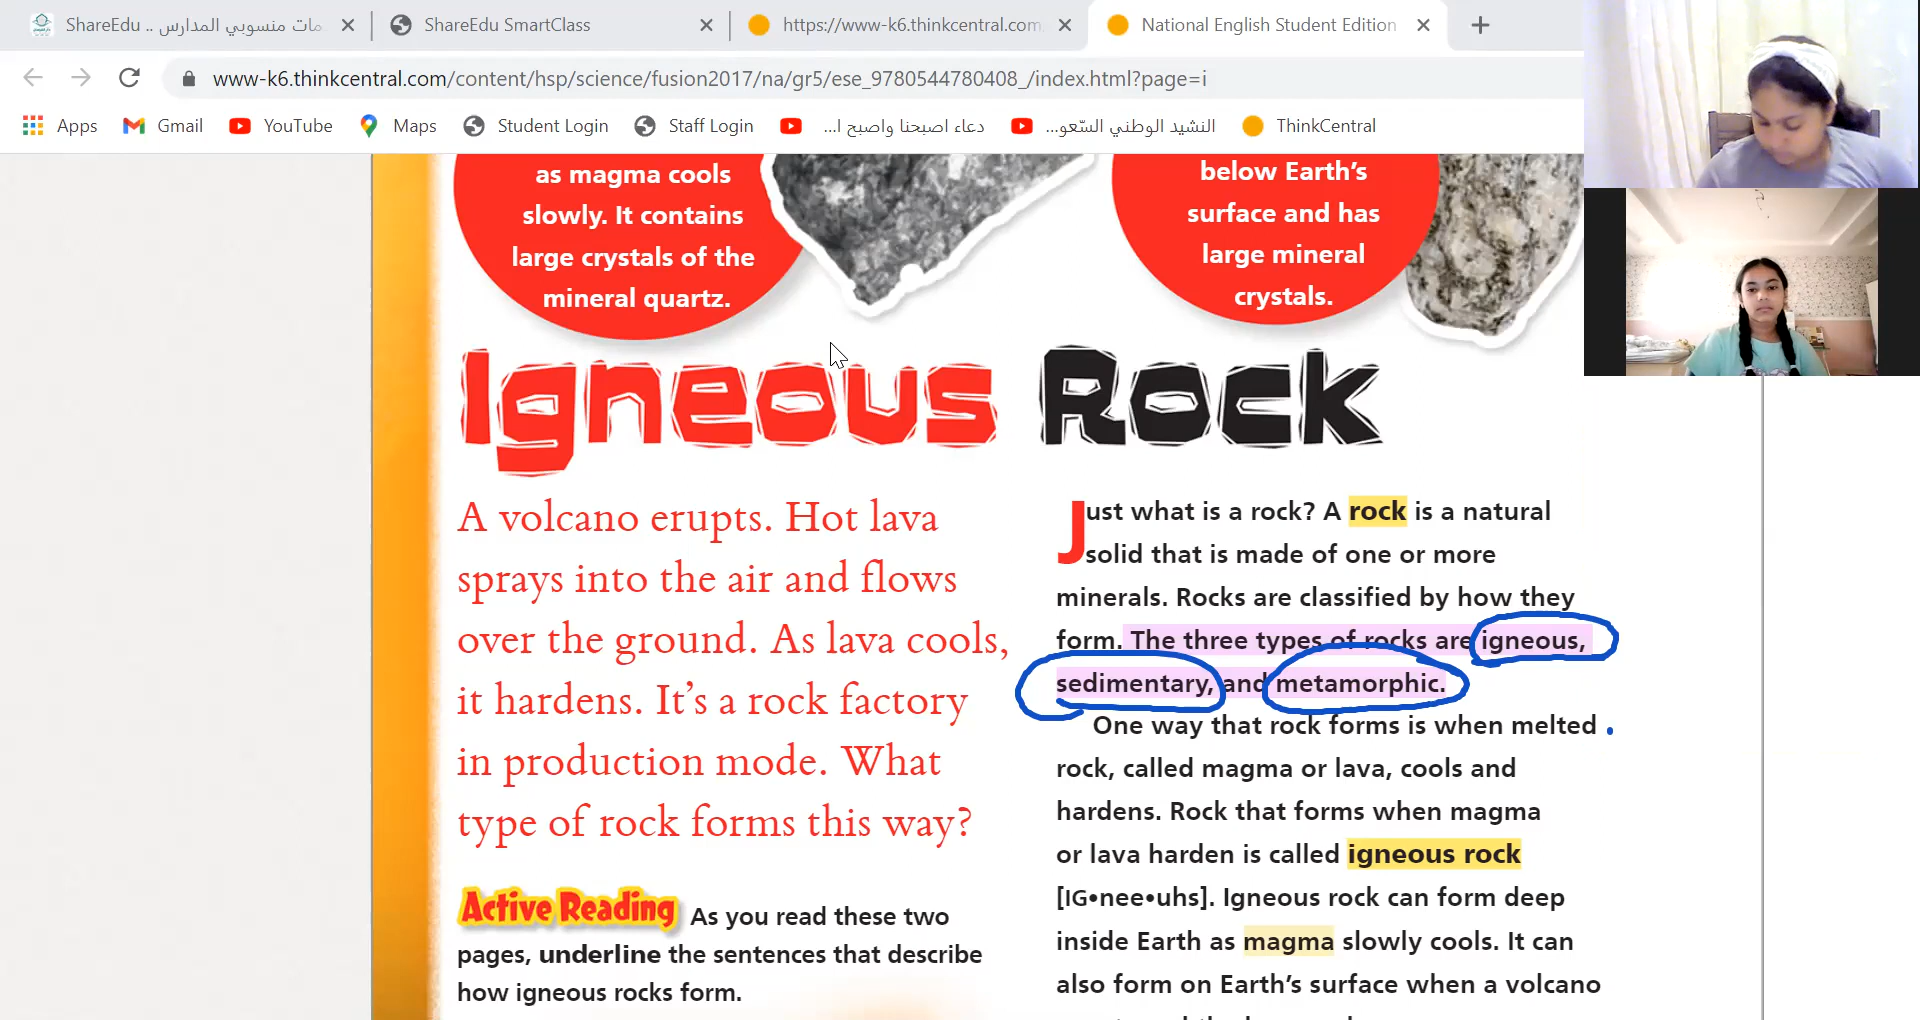 ShareEdu .. مات منسوبي المدارس
ShareEdu SmartClass
https://www-k6.thinkcentral.com
National English Student Edition
www-k6.thinkcentral.com/content/hsp/science/fusion2017/na/gr5/ese_9780544780408_/index.html?page=i
Apps Gmail YouTube Maps Student Login Staff Login دعاء اصبحنا واصبح ا... النشيد الوطني السّعو... ThinkCentral
as magma cools
slowly. It contains
large crystals of the
mineral quartz.
below Earth's
surface and has
large mineral
crystals.
Igneous Rock
A volcano erupts. Hot lava
sprays into the air and flows
over the ground. As lava cools,
it hardens. It's a rock factory
in production mode. What
type of rock forms this way?
Active Reading As you read these two
pages, underline the sentences that describe
how igneous rocks form.
Just what is a rock? A rock is a natural
solid that is made of one or more
minerals. Rocks are classified by how they
form. The three types of rocks are igneous,
sedimentary, and metamorphic.
One way that rock forms is when melted
rock, called magma or lava, cools and
hardens. Rock that forms when magma
or lava harden is called igneous rock
[IG•nee•uhs]. Igneous rock can form deep
inside Earth as magma slowly cools. It can
also form on Earth's surface when a volcano